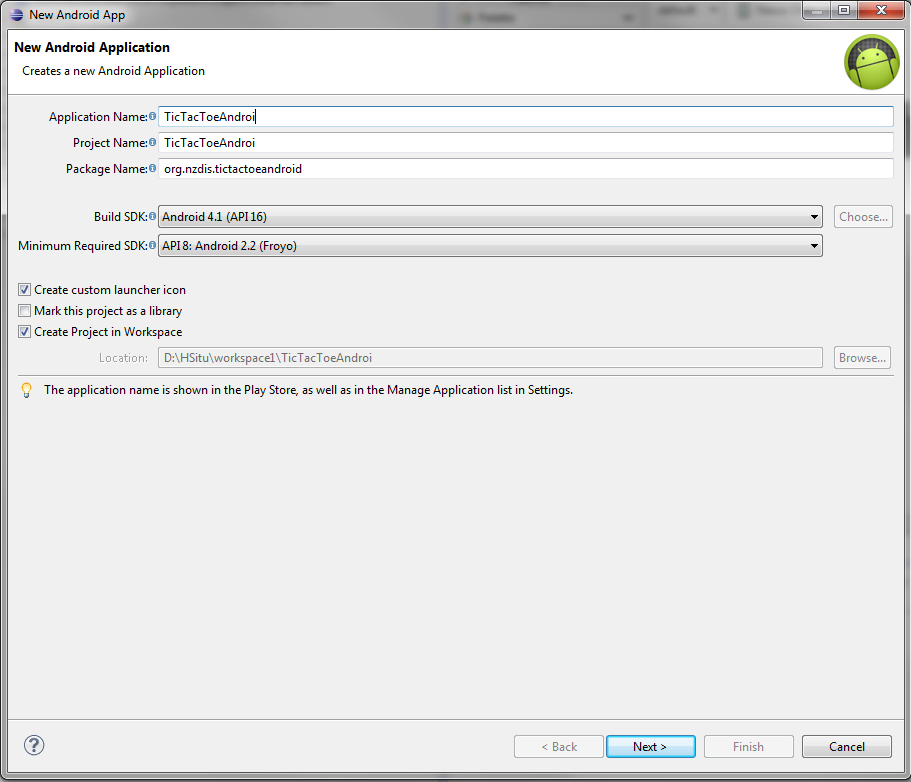 New Android App
New Android Application
Creates a new Android Application
Application Name: TicTacToeAndroi
Project Name: TicTacToeAndroi
Package Name: org.nzdis.tictactoeandroid
Build SDK: Android 4.1 (API 16) Choose...
Minimum Required SDK: API 8: Android 2.2 (Froyo)
Create custom launcher icon
Mark this project as a library
Create Project in Workspace
Location: D:\HSitu\workspace1\TicTacToeAndroi Browse...
The application name is shown in the Play Store, as well as in the Manage Application list in Settings.
? < Back Next > Finish Cancel